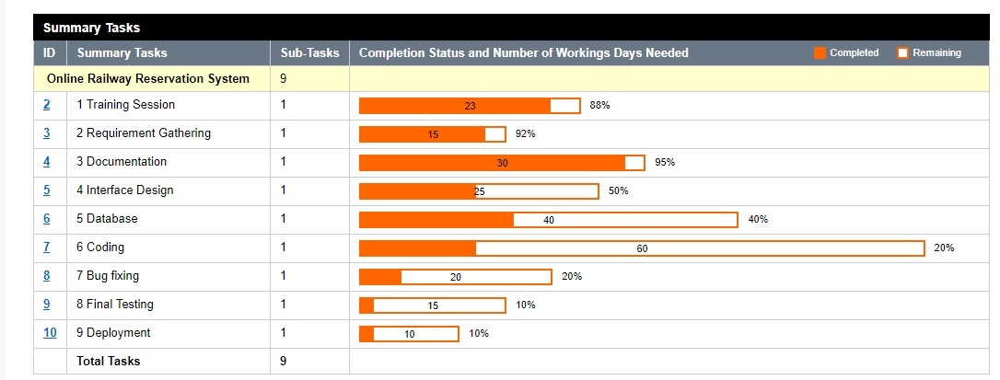 Summary Tasks
ID Summary Tasks Sub-Tasks Completion Status and Number of Workings Days Needed Completed Remaining
Online Railway Reservation System 9
2 1 Training Session 1 23 88%
3 2 Requirement Gathering 1 15 92%
4 3 Documentation 1 30 95%
5 4 Interface Design 1 25 50%
6 5 Database 1 40 40%
7 6 Coding 1 60 20%
8 7 Bug fixing 1 20 20%
9 8 Final Testing 1 15 10%
10 9 Deployment 1 10 10%
Total Tasks 9